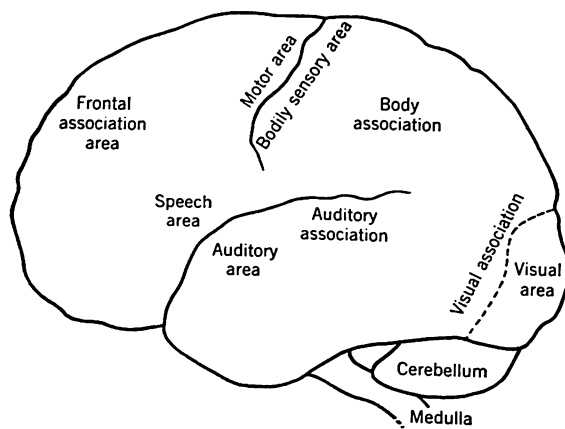 Motor area
Bodily sensory area
Frontal
association
area
Body
association
Speech
area
Auditory
association
Auditory
area
Visual association
Visual
area
Cerebellum
Medulla